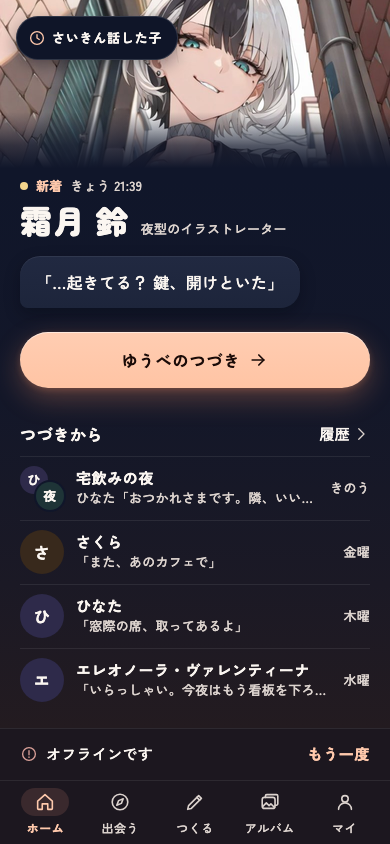 さいきん話した子
新着 きょう 21:39
霜月 鈴 夜型のイラストレーター
「…起きてる？ 鍵、開けといた」
ゆうべのつづき →
つづきから 履歴
ひ
夜
宅飲みの夜
ひなた「おつかれさまです。隣、いい… きのう
さ
さくら
「また、あのカフェで」
金曜
ひ
ひなた
「窓際の席、取ってあるよ」
木曜
エ
エレオノーラ・ヴァレンティーナ
「いらっしゃい。今夜はもう看板を下ろ…
水曜
オフラインです もう一度
ホーム 出会う つくる アルバム マイ